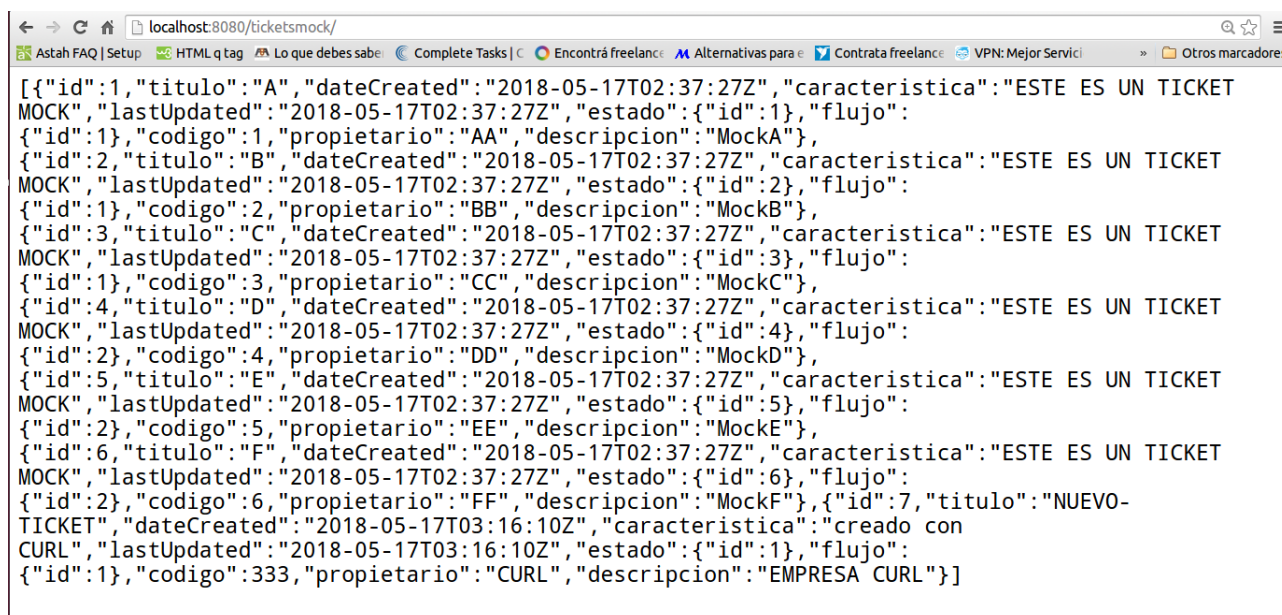 localhost:8080/ticketsmock/
Astah FAQ | Setup HTML q tag Lo que debes sabe Complete Tasks | C Encontrá freelance Alternativas para e Contrata freelance VPN: Mejor Servici » Otros marcadores
[{"id":1,"titulo":"A","dateCreated":"2018-05-17T02:37:27Z","caracteristica":"ESTE ES UN TICKET
MOCK","lastUpdated":"2018-05-17T02:37:27Z","estado":{"id":1},"flujo":
{"id":1},"codigo":1,"propietario":"AA","descripcion":"MockA"},
{"id":2,"titulo":"B","dateCreated":"2018-05-17T02:37:27Z","caracteristica":"ESTE ES UN TICKET
MOCK","lastUpdated":"2018-05-17T02:37:27Z","estado":{"id":2},"flujo":
{"id":1},"codigo":2,"propietario":"BB","descripcion":"MockB"},
{"id":3,"titulo":"C","dateCreated":"2018-05-17T02:37:27Z","caracteristica":"ESTE ES UN TICKET
MOCK","lastUpdated":"2018-05-17T02:37:27Z","estado":{"id":3},"flujo":
{"id":1},"codigo":3,"propietario":"CC","descripcion":"MockC"},
{"id":4,"titulo":"D","dateCreated":"2018-05-17T02:37:27Z","caracteristica":"ESTE ES UN TICKET
MOCK","lastUpdated":"2018-05-17T02:37:27Z","estado":{"id":4},"flujo":
{"id":2},"codigo":4,"propietario":"DD","descripcion":"MockD"},
{"id":5,"titulo":"E","dateCreated":"2018-05-17T02:37:27Z","caracteristica":"ESTE ES UN TICKET
MOCK","lastUpdated":"2018-05-17T02:37:27Z","estado":{"id":5},"flujo":
{"id":2},"codigo":5,"propietario":"EE","descripcion":"MockE"},
{"id":6,"titulo":"F","dateCreated":"2018-05-17T02:37:27Z","caracteristica":"ESTE ES UN TICKET
MOCK","lastUpdated":"2018-05-17T02:37:27Z","estado":{"id":6},"flujo":
{"id":2},"codigo":6,"propietario":"FF","descripcion":"MockF"},{"id":7,"titulo":"NUEVO-
TICKET","dateCreated":"2018-05-17T03:16:10Z","caracteristica":"creado con
CURL","lastUpdated":"2018-05-17T03:16:10Z","estado":{"id":1},"flujo":
{"id":1},"codigo":333,"propietario":"CURL","descripcion":"EMPRESA CURL"}]